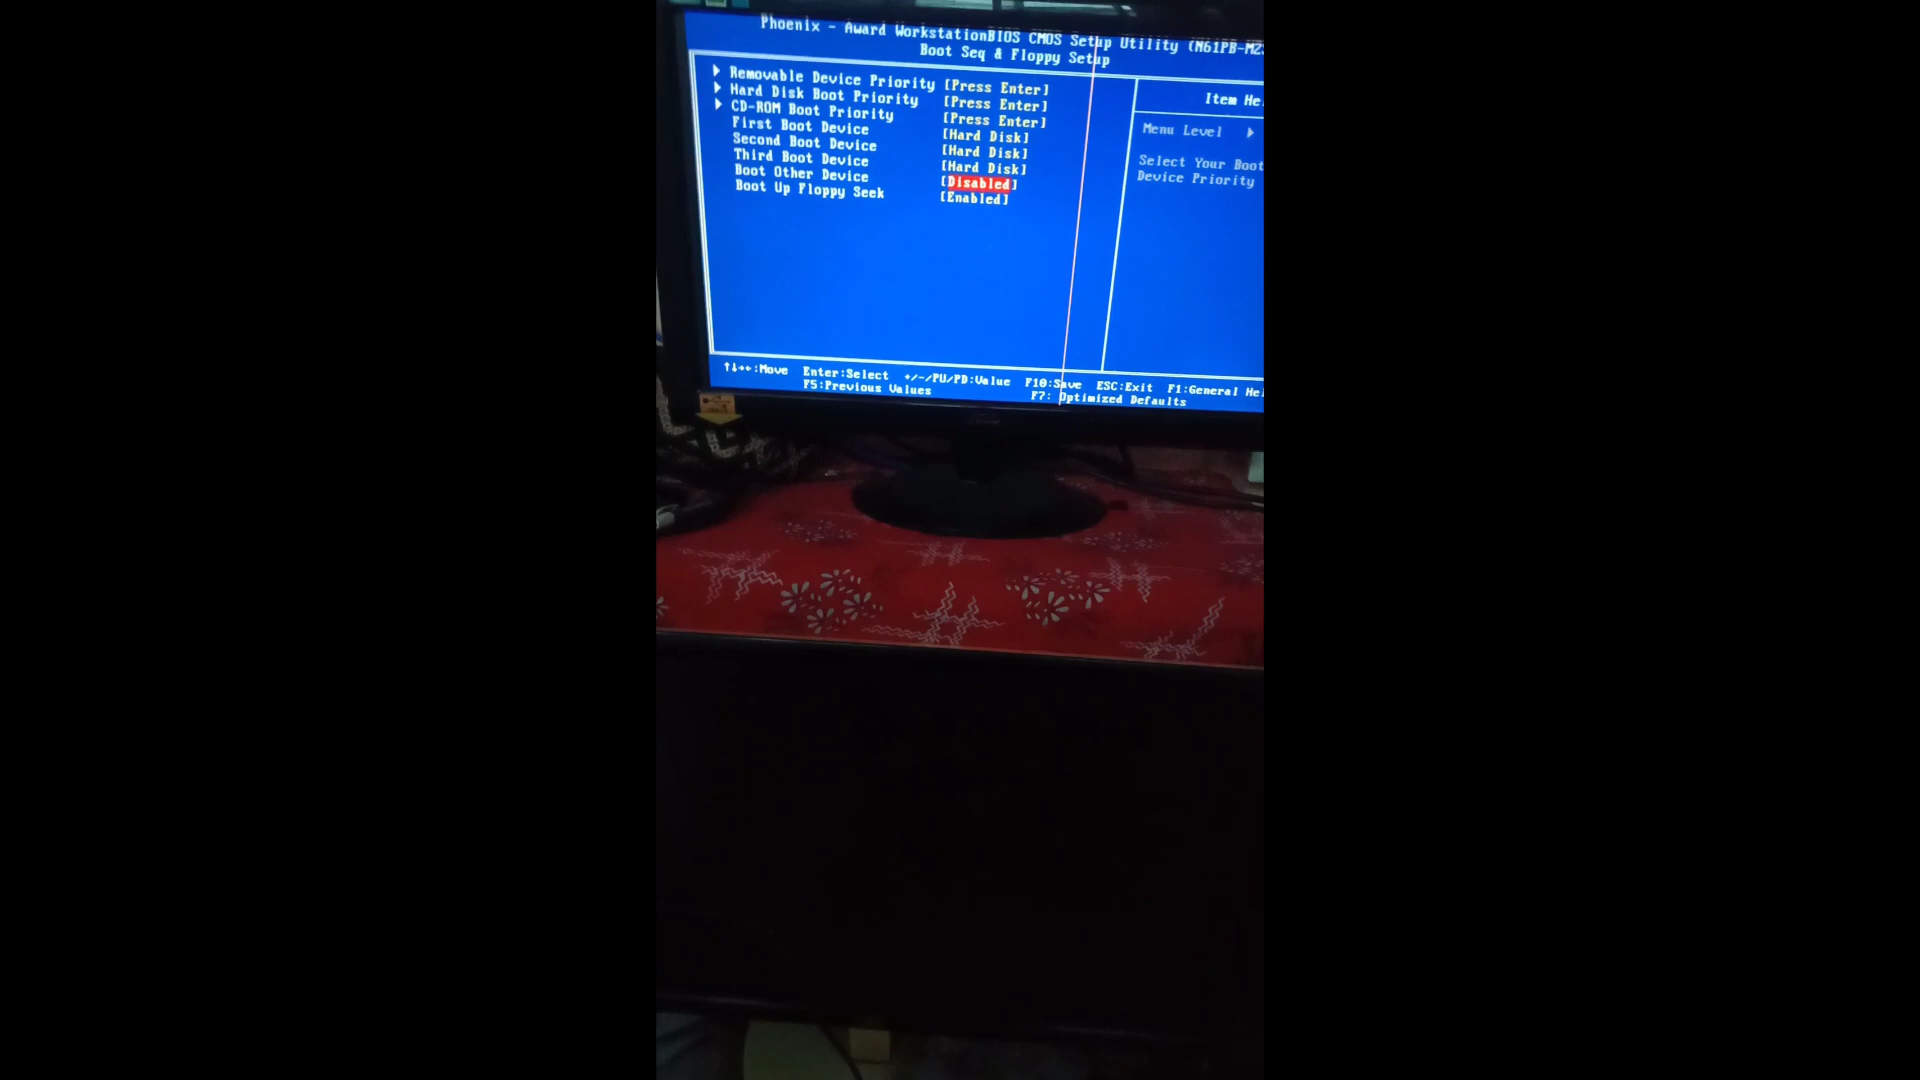 Phoenix - Award WorkstationBIOS CMOS Setup Utility (N61PB-M2
Boot Seq & Floppy Setup
Removable Device Priority [Press Enter]
Hard Disk Boot Priority [Press Enter]
CD-ROM Boot Priority [Press Enter]
First Boot Device [Hard Disk]
Second Boot Device [Hard Disk]
Third Boot Device [Hard Disk]
Boot Other Device [Disabled]
Boot Up Floppy Seek [Enabled]
Item He
Menu Level
Select Your Boot
Device Priority
↑↓→←:Move Enter:Select +/-/PU/PD:Value F10:Save ESC:Exit F1:General Hel
F5:Previous Values F7: Optimized Defaults